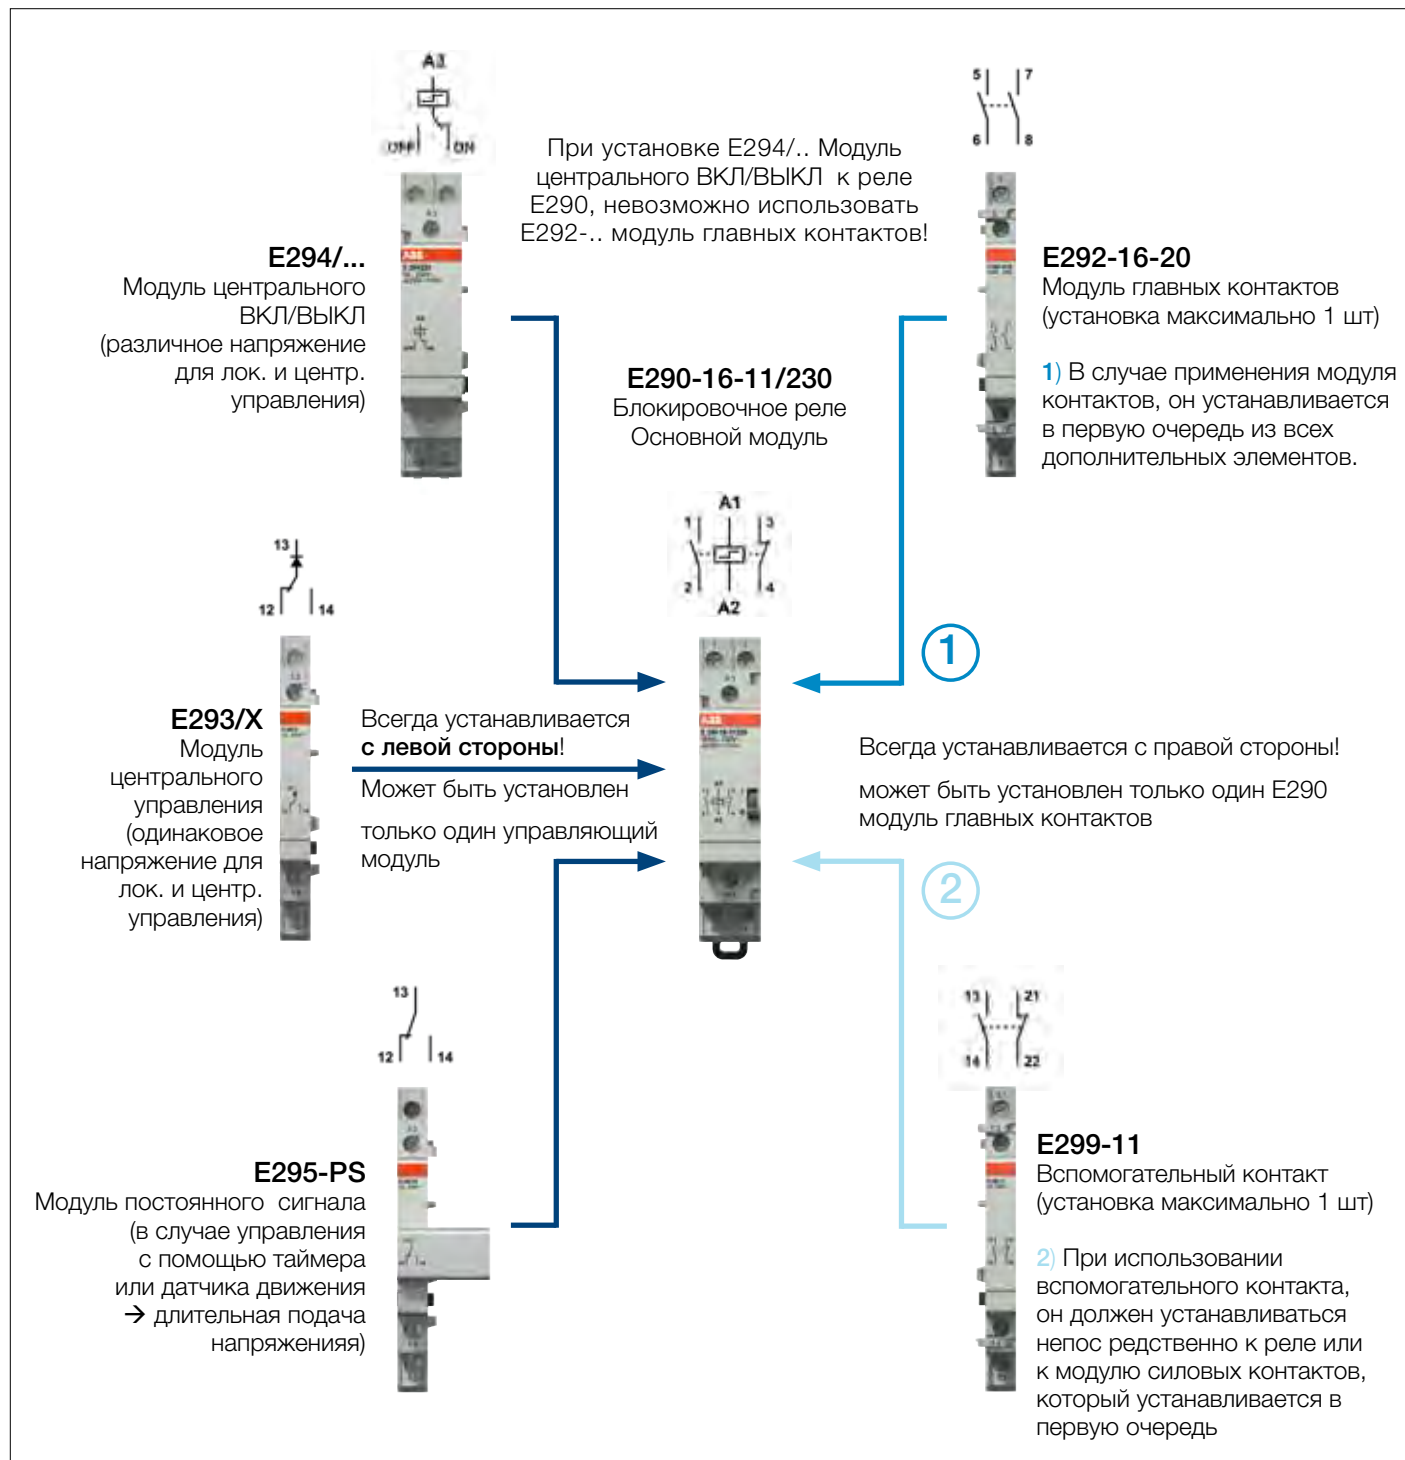 A3
OFF ON
При установке E294/.. Модуль
центрального ВКЛ/ВЫКЛ к реле
E290, невозможно использовать
E292-.. модуль главных контактов!
5 7
6 8
E294/...
Модуль центрального
ВКЛ/ВЫКЛ
(различное напряжение
для лок. и центр.
управления)
ABB
E290-16-11/230
Блокировочное реле
Основной модуль
E292-16-20
Модуль главных контактов
(установка максимально 1 шт)
1) В случае применения модуля
контактов, он устанавливается
в первую очередь из всех
дополнительных элементов.
A1
1 3
2 4
A2
13
12 14
1
E293/X
Модуль
центрального
управления
(одинаковое
напряжение для
лок. и центр.
управления)
Всегда устанавливается
с левой стороны!
Может быть установлен
только один управляющий
модуль
ABB
Всегда устанавливается с правой стороны!
может быть установлен только один E290
модуль главных контактов
2
13
12 14
13 21
14 22
E295-PS
Модуль постоянного сигнала
(в случае управления
с помощью таймера
или датчика движения
→ длительная подача
напряженияя)
E299-11
Вспомогательный контакт
(установка максимально 1 шт)
2) При использовании
вспомогательного контакта,
он должен устанавливаться
непос редственно к реле или
к модулю силовых контактов,
который устанавливается в
первую очередь